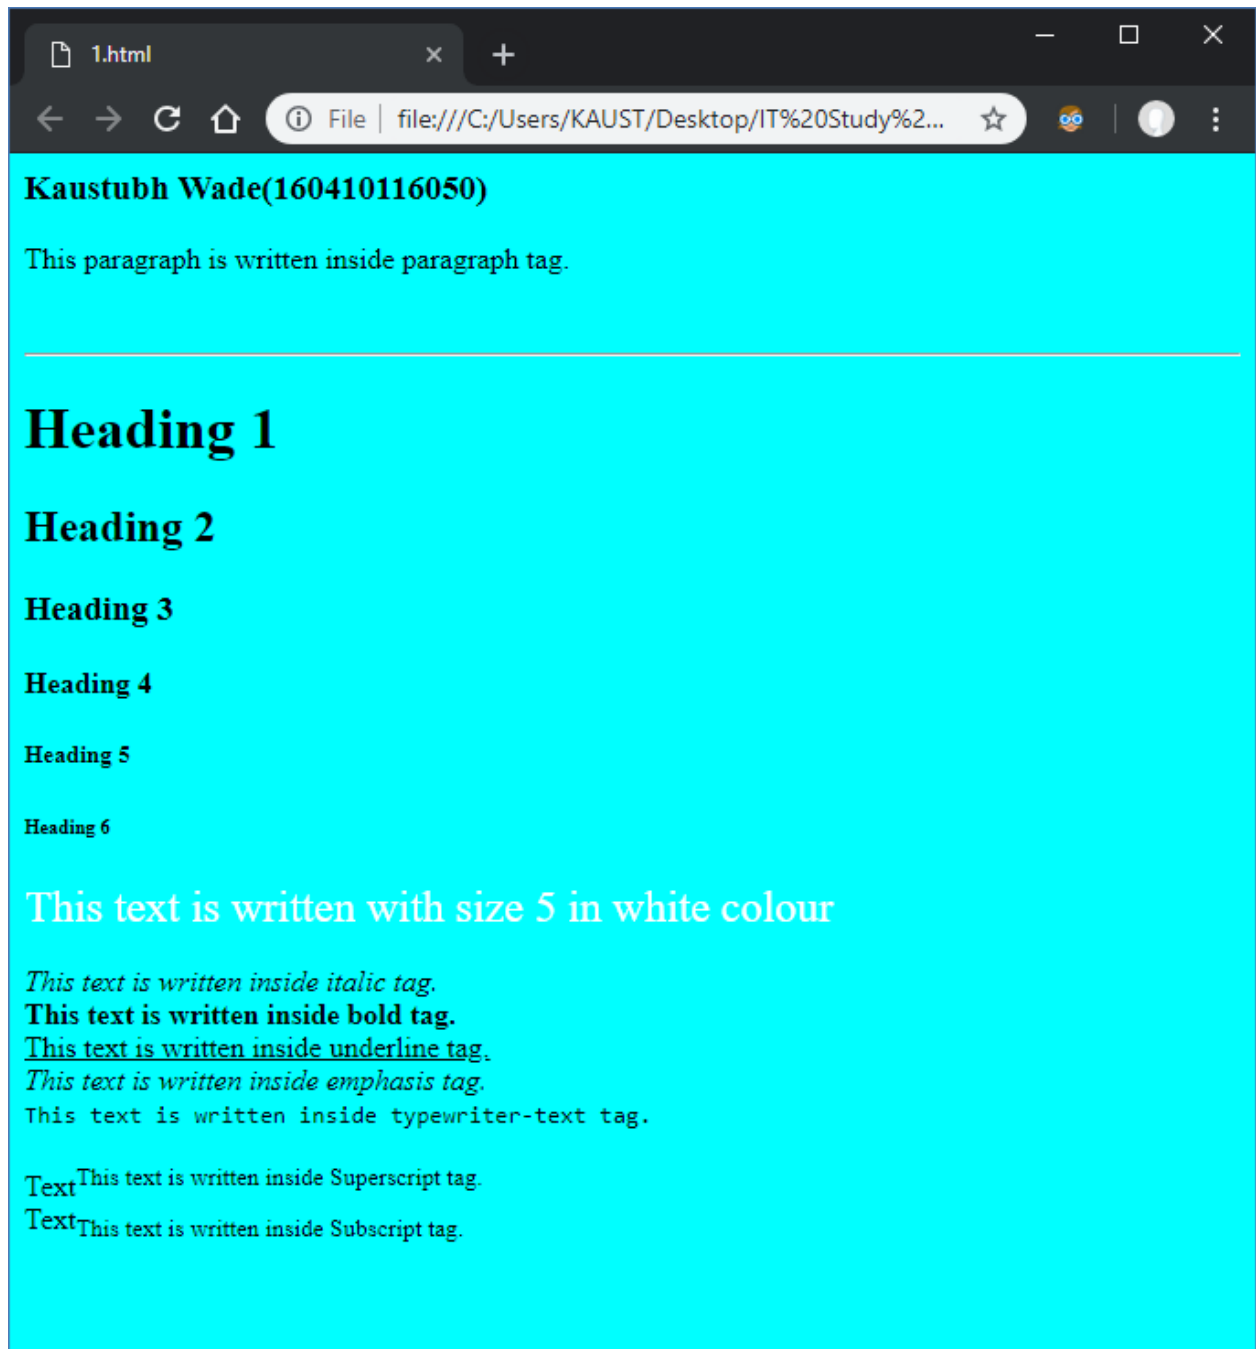 1.html
File
file:///C:/Users/KAUST/Desktop/IT%20Study%2...
Kaustubh Wade(160410116050)
This paragraph is written inside paragraph tag.
Heading 1
Heading 2
Heading 3
Heading 4
Heading 5
Heading 6
This text is written with size 5 in white colour
This text is written inside italic tag.
This text is written inside bold tag.
This text is written inside underline tag.
This text is written inside emphasis tag.
This text is written inside typewriter-text tag.
TextThis text is written inside Superscript tag.
TextThis text is written inside Subscript tag.